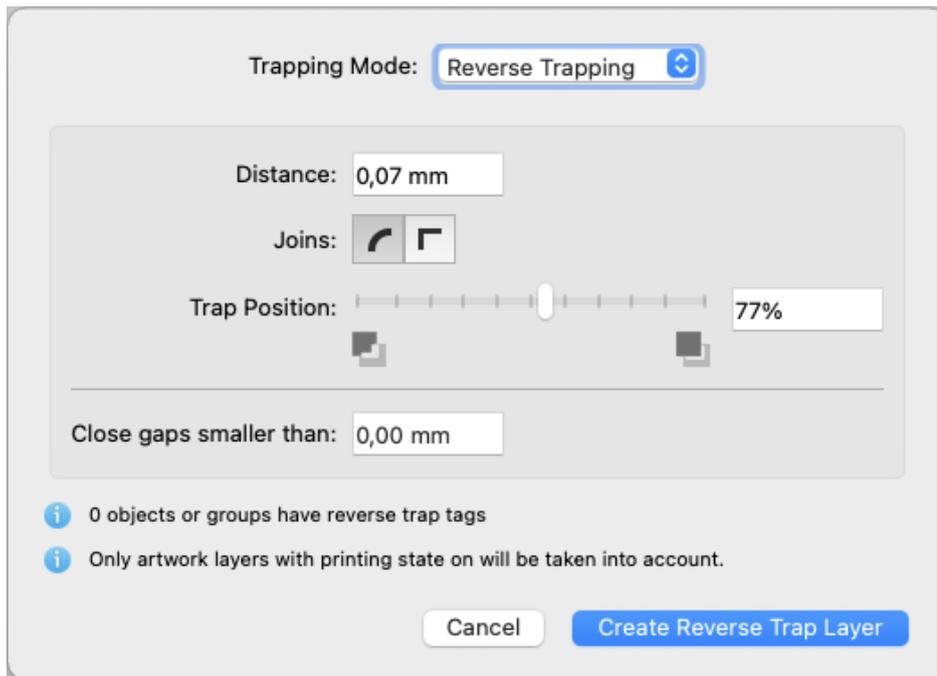 Trapping Mode: Reverse Trapping
Distance: 0,07 mm
Joins:
Trap Position: 77%
Close gaps smaller than: 0,00 mm
0 objects or groups have reverse trap tags
Only artwork layers with printing state on will be taken into account.
Cancel Create Reverse Trap Layer